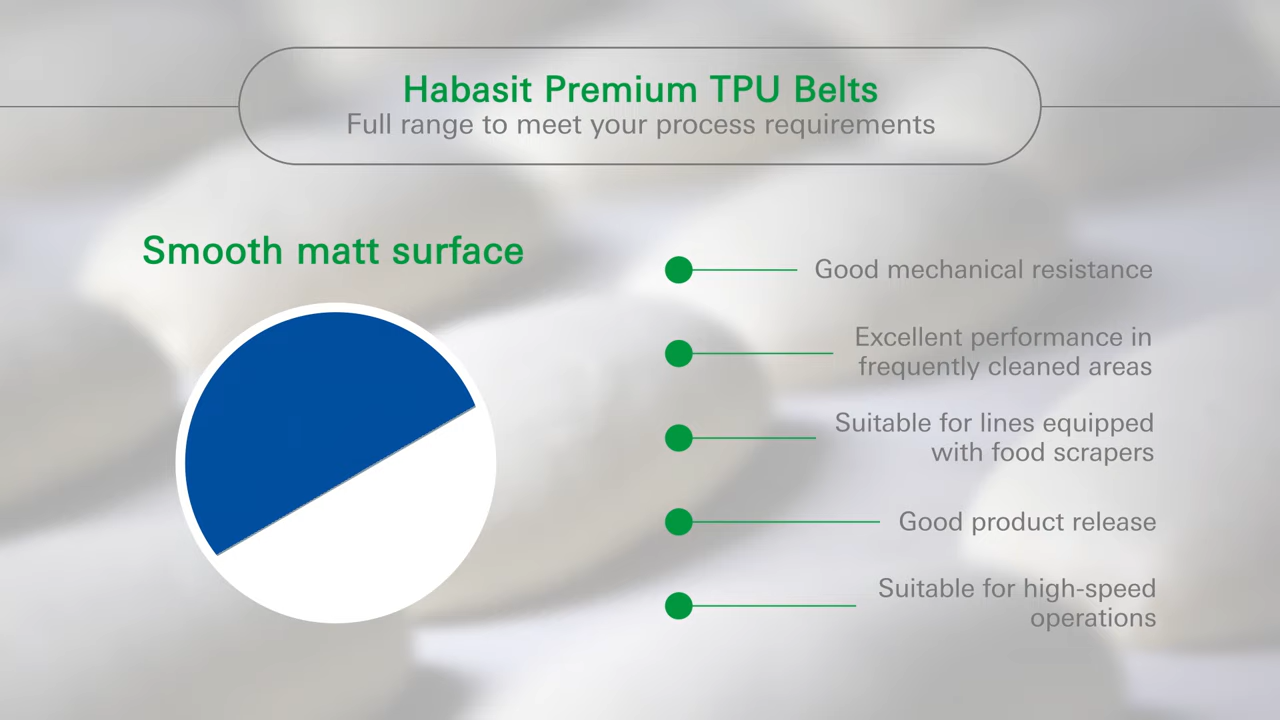 Habasit Premium TPU Belts
Full range to meet your process requirements
Smooth matt surface
Good mechanical resistance
Excellent performance in
frequently cleaned areas
Suitable for lines equipped
with food scrapers
Good product release
Suitable for high-speed
operations